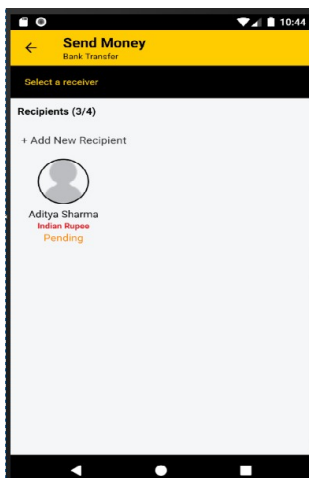 10:44
Send Money
Bank Transfer
Select a receiver
Recipients (3/4)
+ Add New Recipient
Aditya Sharma
Indian Rupee
Pending